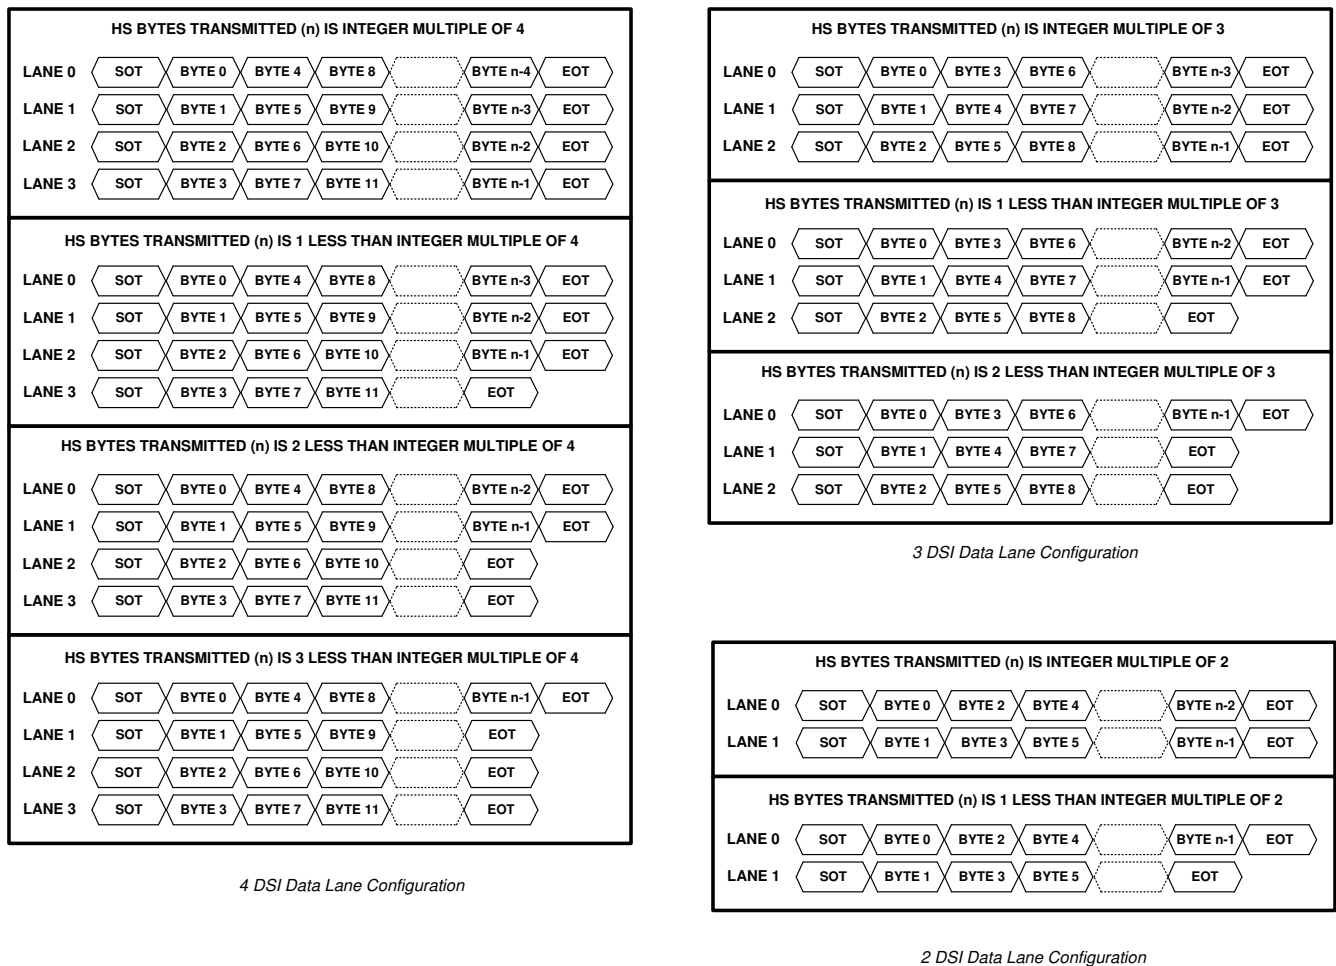 HS BYTES TRANSMITTED (n) IS INTEGER MULTIPLE OF 4
LANE 0 SOT BYTE 0 BYTE 4 BYTE 8 BYTE n-4 EOT
LANE 1 SOT BYTE 1 BYTE 5 BYTE 9 BYTE n-3 EOT
LANE 2 SOT BYTE 2 BYTE 6 BYTE 10 BYTE n-2 EOT
LANE 3 SOT BYTE 3 BYTE 7 BYTE 11 BYTE n-1 EOT
HS BYTES TRANSMITTED (n) IS 1 LESS THAN INTEGER MULTIPLE OF 4
LANE 0 SOT BYTE 0 BYTE 4 BYTE 8 BYTE n-3 EOT
LANE 1 SOT BYTE 1 BYTE 5 BYTE 9 BYTE n-2 EOT
LANE 2 SOT BYTE 2 BYTE 6 BYTE 10 BYTE n-1 EOT
LANE 3 SOT BYTE 3 BYTE 7 BYTE 11 EOT
HS BYTES TRANSMITTED (n) IS 2 LESS THAN INTEGER MULTIPLE OF 4
LANE 0 SOT BYTE 0 BYTE 4 BYTE 8 BYTE n-2 EOT
LANE 1 SOT BYTE 1 BYTE 5 BYTE 9 BYTE n-1 EOT
LANE 2 SOT BYTE 2 BYTE 6 BYTE 10 EOT
LANE 3 SOT BYTE 3 BYTE 7 BYTE 11 EOT
HS BYTES TRANSMITTED (n) IS 3 LESS THAN INTEGER MULTIPLE OF 4
LANE 0 SOT BYTE 0 BYTE 4 BYTE 8 BYTE n-1 EOT
LANE 1 SOT BYTE 1 BYTE 5 BYTE 9 EOT
LANE 2 SOT BYTE 2 BYTE 6 BYTE 10 EOT
LANE 3 SOT BYTE 3 BYTE 7 BYTE 11 EOT
4 DSI Data Lane Configuration
HS BYTES TRANSMITTED (n) IS INTEGER MULTIPLE OF 3
LANE 0 SOT BYTE 0 BYTE 3 BYTE 6 BYTE n-3 EOT
LANE 1 SOT BYTE 1 BYTE 4 BYTE 7 BYTE n-2 EOT
LANE 2 SOT BYTE 2 BYTE 5 BYTE 8 BYTE n-1 EOT
HS BYTES TRANSMITTED (n) IS 1 LESS THAN INTEGER MULTIPLE OF 3
LANE 0 SOT BYTE 0 BYTE 3 BYTE 6 BYTE n-2 EOT
LANE 1 SOT BYTE 1 BYTE 4 BYTE 7 BYTE n-1 EOT
LANE 2 SOT BYTE 2 BYTE 5 BYTE 8 EOT
HS BYTES TRANSMITTED (n) IS 2 LESS THAN INTEGER MULTIPLE OF 3
LANE 0 SOT BYTE 0 BYTE 3 BYTE 6 BYTE n-1 EOT
LANE 1 SOT BYTE 1 BYTE 4 BYTE 7 EOT
LANE 2 SOT BYTE 2 BYTE 5 BYTE 8 EOT
3 DSI Data Lane Configuration
HS BYTES TRANSMITTED (n) IS INTEGER MULTIPLE OF 2
LANE 0 SOT BYTE 0 BYTE 2 BYTE 4 BYTE n-2 EOT
LANE 1 SOT BYTE 1 BYTE 3 BYTE 5 BYTE n-1 EOT
HS BYTES TRANSMITTED (n) IS 1 LESS THAN INTEGER MULTIPLE OF 2
LANE 0 SOT BYTE 0 BYTE 2 BYTE 4 BYTE n-1 EOT
LANE 1 SOT BYTE 1 BYTE 3 BYTE 5 EOT
2 DSI Data Lane Configuration